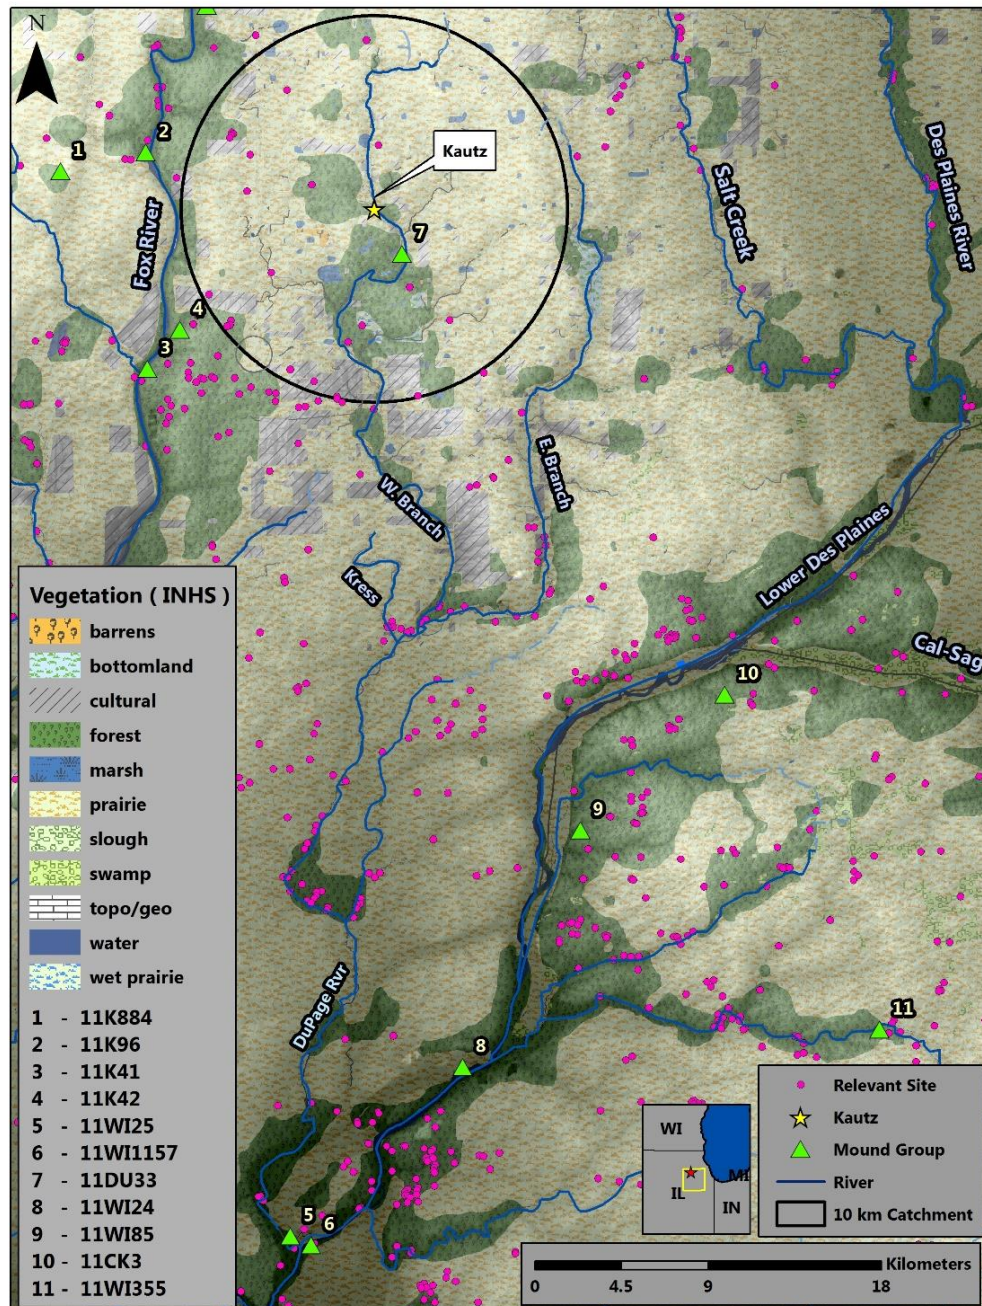 N
1
2
Kautz
Fox River
7
Salt Creek
Des Plaines River
4
3
W. Branch
E. Branch
Kress
Lower Des Plaines
Cal-Sag
10
9
DuPage Rvr
11
8
5
6
Vegetation ( INHS )
barrens
bottomland
cultural
forest
marsh
prairie
slough
swamp
topo/geo
water
wet prairie
1 - 11K884
2 - 11K96
3 - 11K41
4 - 11K42
5 - 11WI25
6 - 11WI1157
7 - 11DU33
8 - 11WI24
9 - 11WI85
10 - 11CK3
11 - 11WI355
WI
MI
IL
IN
Relevant Site
Kautz
Mound Group
River
10 km Catchment
Kilometers
0 4.5 9 18